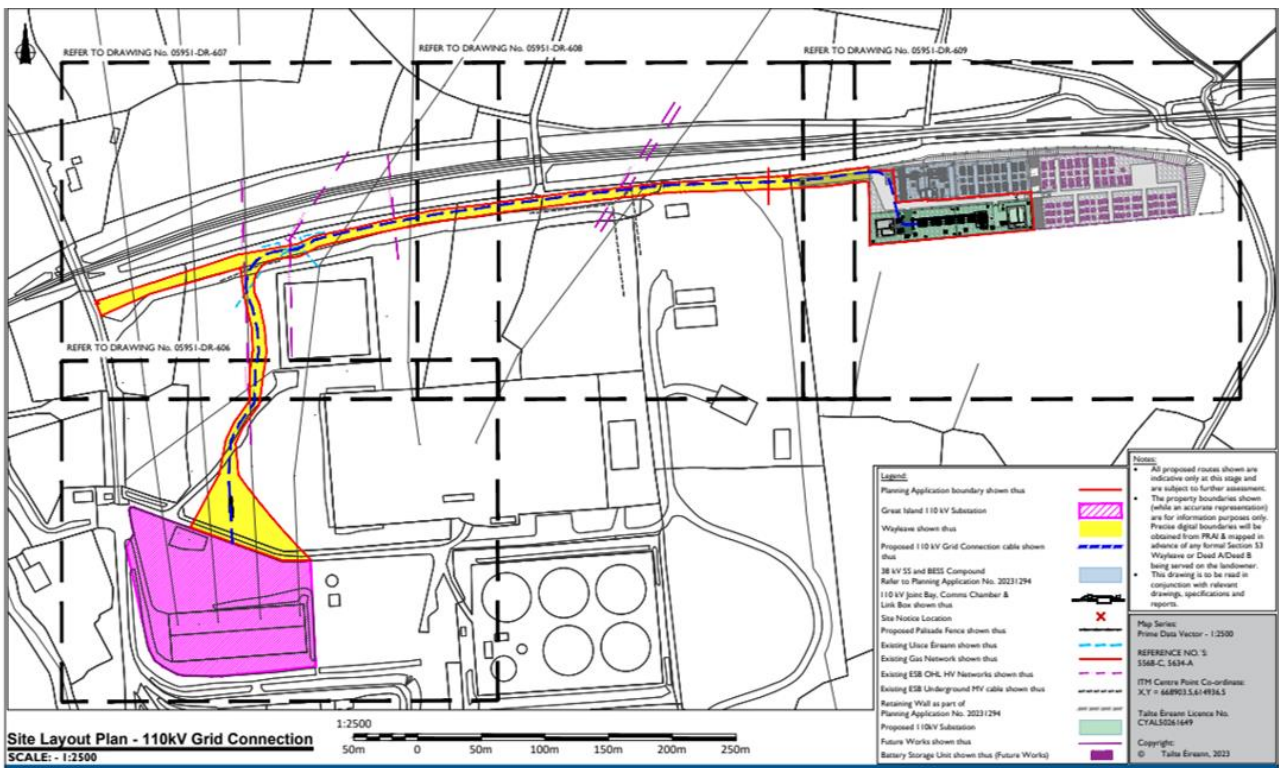 REFER TO DRAWING No. 05951-DR-607
REFER TO DRAWING No. 05951-DR-608
REFER TO DRAWING No. 05951-DR-609
REFER TO DRAWING No. 05951-DR-606
Legend:
Planning Application boundary shown thus
Great Island 110 kV Substation
Wayleave shown thus
Proposed 110 kV Grid Connection cable shown
thus
38 kV SS and BESS Compound
Refer to Planning Application No. 20231294
110 kV Joint Bay, Comms Chamber &
Link Box shown thus
Site Notice Location
Proposed Palisade Fence shown thus
Existing Uisce Éireann shown thus
Existing Gas Network shown thus
Existing ESB OHL HV Networks shown thus
Existing ESB Underground MV cable shown thus
Retaining Wall as part of
Planning Application No. 20231294
Proposed 110kV Substation
Future Works shown thus
Battery Storage Unit shown thus (Future Works)
Notes:
• All proposed routes shown are
indicative only at this stage and
are subject to further assessment.
• The property boundaries shown
(while an accurate representation)
are for information purposes only.
Precise digital boundaries will be
obtained from PRAI & mapped in
advance of any formal Section 53
Wayleave or Deed A/Deed B
being served on the landowner.
• This drawing is to be read in
conjunction with relevant
drawings, specifications and
reports.
Map Series:
Prime Data Vector - 1:2500
REFERENCE NO.'S:
5568-C, 5634-A
ITM Centre Point Co-ordinate:
X,Y = 668903.5,614936.5
Tailte Éireann Licence No.
CYAL50261649
Copyright:
© Tailte Éireann, 2023
Site Layout Plan - 110kV Grid Connection
SCALE: - 1:2500
1:2500
50m 0 50m 100m 150m 200m 250m